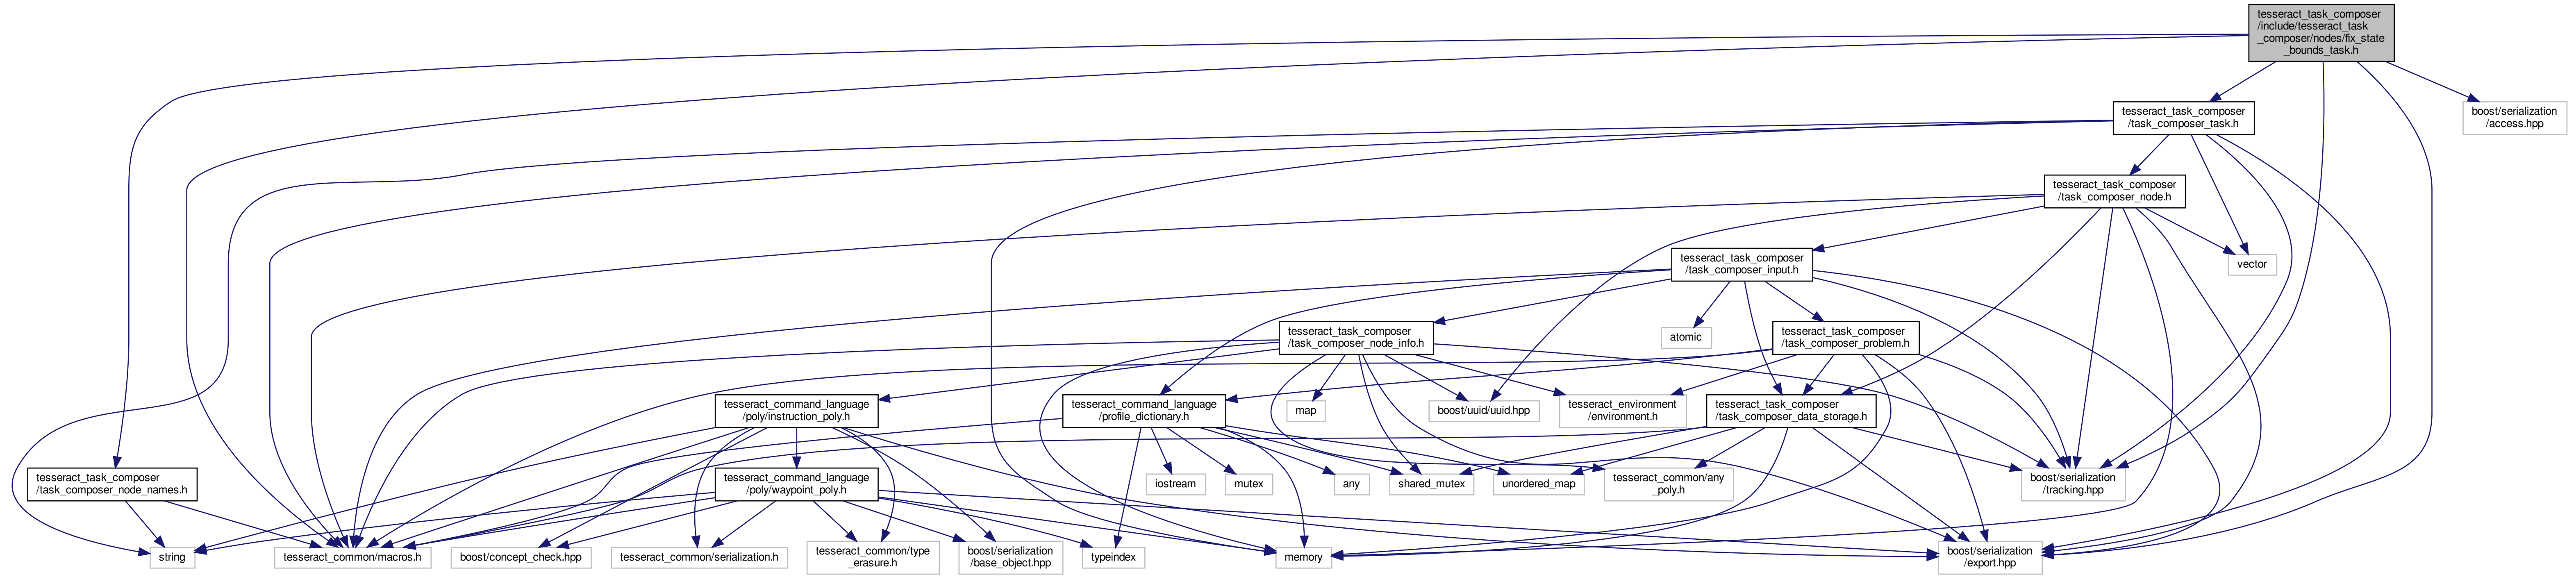 tesseract_task_composer
/include/tesseract_task
_composer/nodes/fix_state
_bounds_task.h
tesseract_task_composer
/task_composer_task.h
boost/serialization
/access.hpp
tesseract_task_composer
/task_composer_node.h
tesseract_task_composer
/task_composer_input.h
vector
tesseract_task_composer
/task_composer_node_info.h
atomic
tesseract_task_composer
/task_composer_problem.h
tesseract_command_language
/poly/instruction_poly.h
tesseract_command_language
/profile_dictionary.h
map
boost/uuid/uuid.hpp
tesseract_environment
/environment.h
tesseract_task_composer
/task_composer_data_storage.h
tesseract_task_composer
/task_composer_node_names.h
tesseract_command_language
/poly/waypoint_poly.h
iostream
mutex
any
shared_mutex
unordered_map
tesseract_common/any
_poly.h
boost/serialization
/tracking.hpp
string
tesseract_common/macros.h
boost/concept_check.hpp
tesseract_common/serialization.h
tesseract_common/type
_erasure.h
boost/serialization
/base_object.hpp
typeindex
memory
boost/serialization
/export.hpp